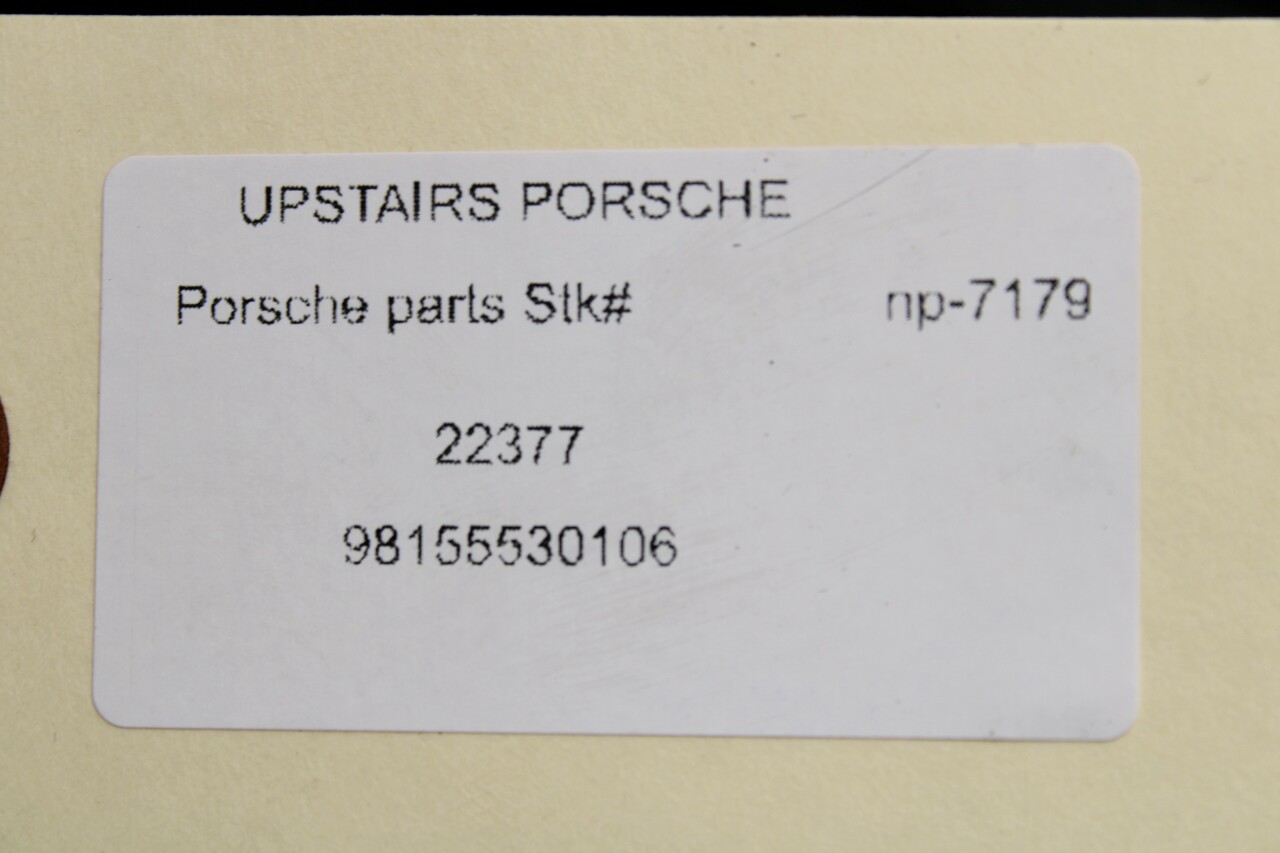 UPSTAIRS PORSCHE
Porsche parts Stk# np-7179
22377
98155530106